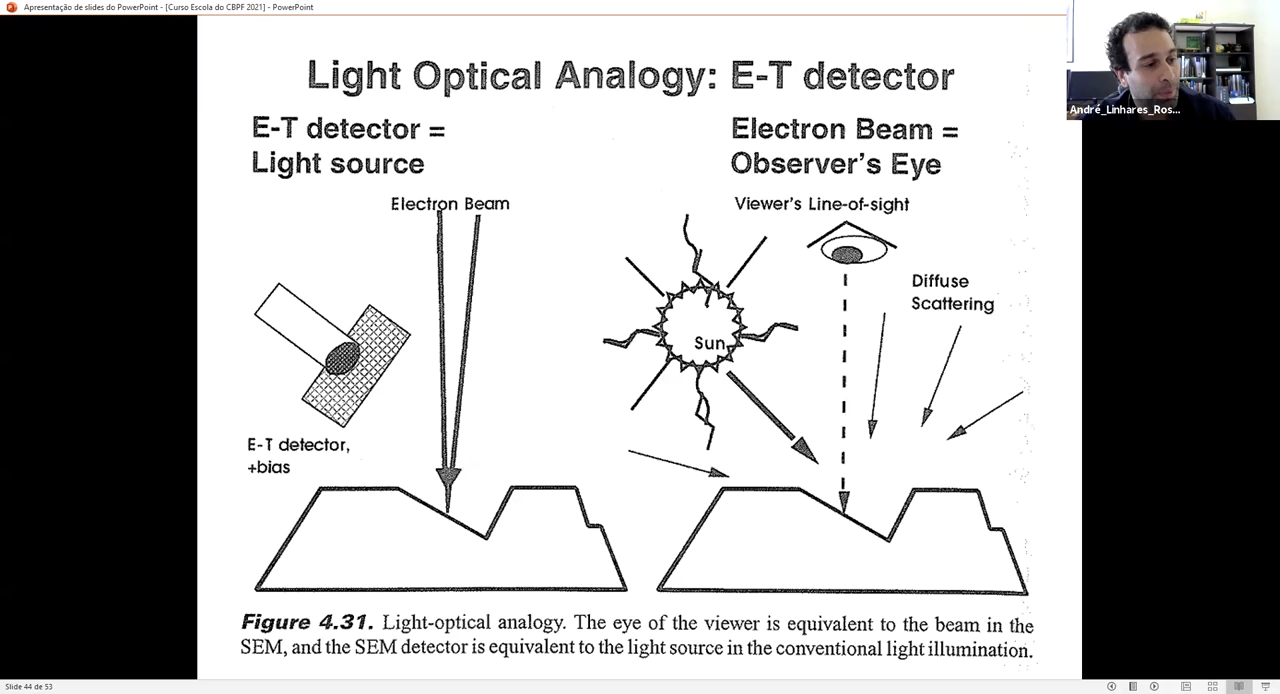 Apresentação de slides do PowerPoint - [Curso Escola do CBPF 2021] - PowerPoint
André_Linhares_Ros...
Light Optical Analogy: E-T detector
E-T detector =
Light source
Electron Beam =
Observer's Eye
Electron Beam
Viewer's Line-of-sight
Diffuse
Scattering
Sun
E-T detector,
+bias
Figure 4.31. Light-optical analogy. The eye of the viewer is equivalent to the beam in the
SEM, and the SEM detector is equivalent to the light source in the conventional light illumination.
Slide 44 de 53